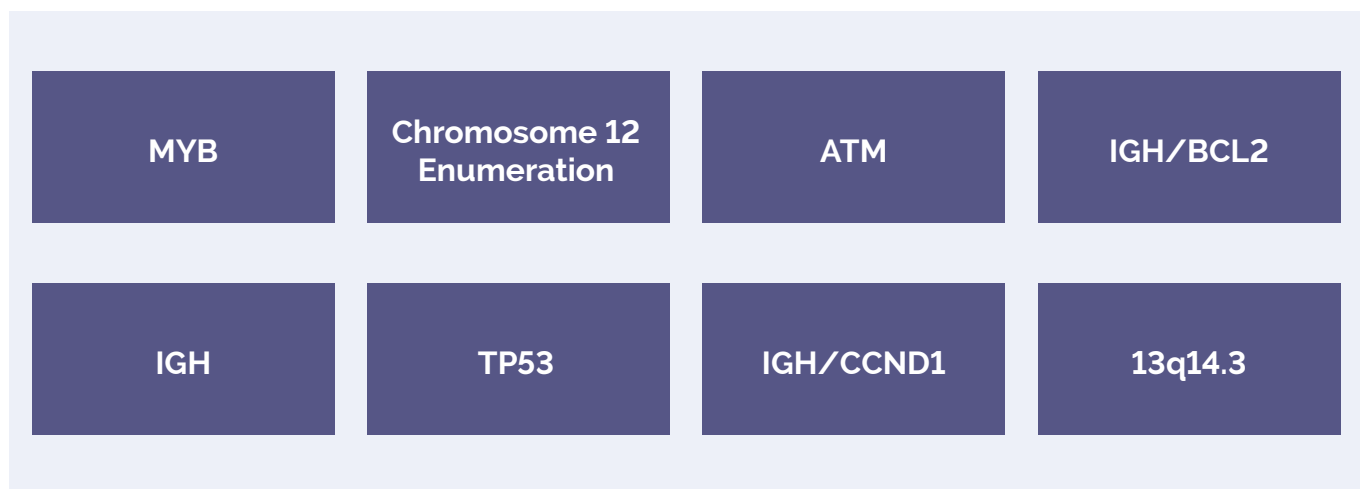 MYB
Chromosome 12
Enumeration
ATM
IGH/BCL2
IGH
TP53
IGH/CCND1
13q14.3